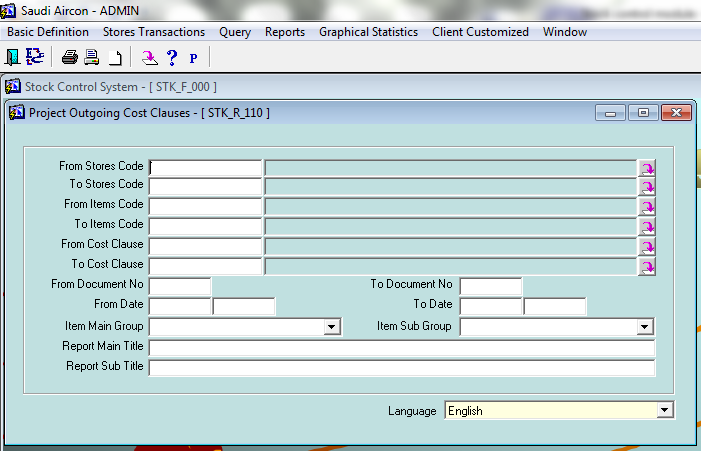 Saudi Aircon - ADMIN
Basic Definition Stores Transactions Query Reports Graphical Statistics Client Customized Window
? P
Stock Control System - [ STK_F_000 ]
Project Outgoing Cost Clauses - [ STK_R_110 ]
From Stores Code
To Stores Code
From Items Code
To Items Code
From Cost Clause
To Cost Clause
From Document No To Document No
From Date To Date
Item Main Group Item Sub Group
Report Main Title
Report Sub Title
Language English